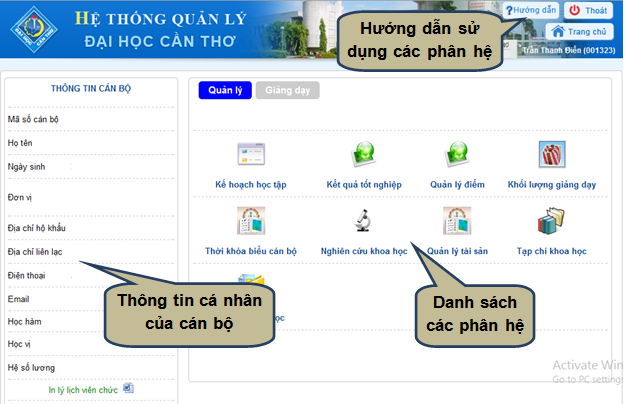 HỆ THỐNG QUẢN LÝ
ĐẠI HỌC CẦN THƠ
ĐẠI HỌC
CẦN THƠ
Hướng dẫn
Thoát
Trang chủ
Trần Thanh Điền (001323)
Hướng dẫn sử
dụng các phân hệ
THÔNG TIN CÁN BỘ
Mã số cán bộ
Họ tên
Ngày sinh
Đơn vị
Địa chỉ hộ khẩu
Địa chỉ liên lạc
Điện thoại
Email
Học hàm
Học vị
Hệ số lương
In lý lịch viên chức
Thông tin cá nhân
của cán bộ
Quản lý
Giảng dạy
Kế hoạch học tập
Kết quả tốt nghiệp
Quản lý điểm
Khối lượng giảng dạy
Thời khóa biểu cán bộ
Nghiên cứu khoa học
Quản lý tài sản
Tạp chí khoa học
ọc
Danh sách
các phân hệ
Activate Win
Go to PC settings